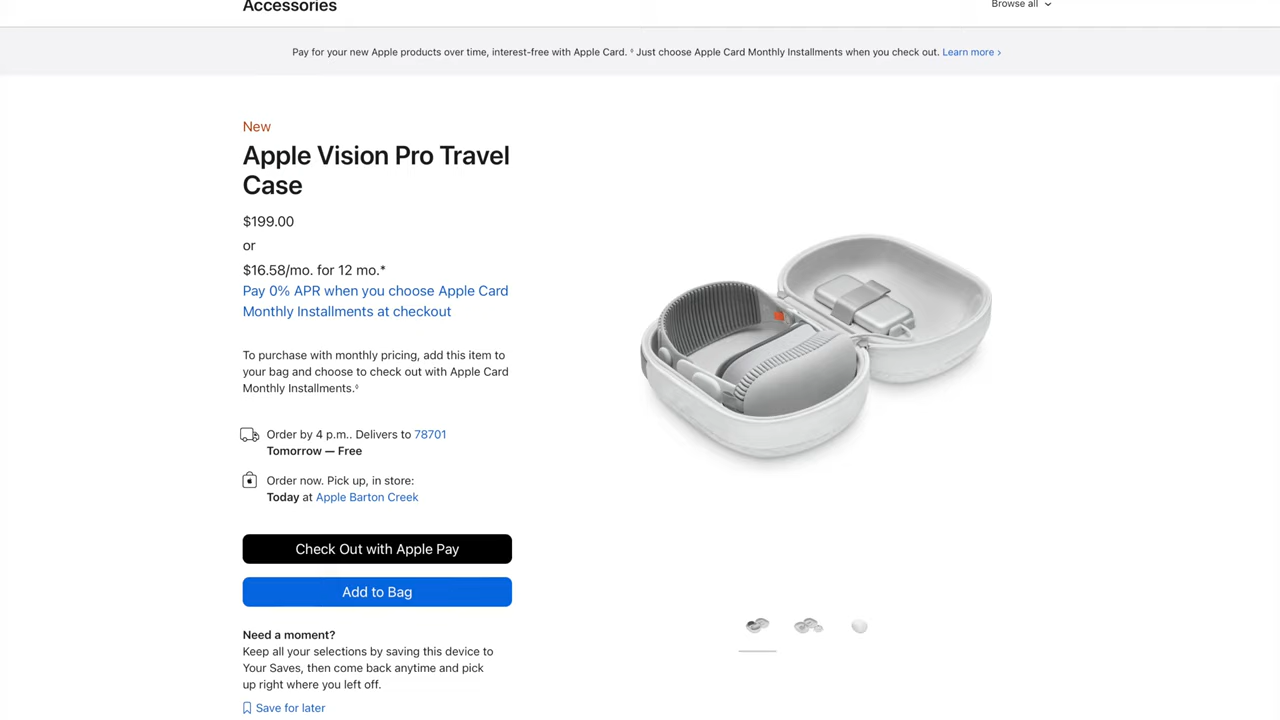 Accessories
Browse all
Pay for your new Apple products over time, interest-free with Apple Card. ◊ Just choose Apple Card Monthly Installments when you check out. Learn more ›
New
Apple Vision Pro Travel
Case
$199.00
or
$16.58/mo. for 12 mo.*
Pay 0% APR when you choose Apple Card
Monthly Installments at checkout
To purchase with monthly pricing, add this item to
your bag and choose to check out with Apple Card
Monthly Installments.◊
Order by 4 p.m.. Delivers to 78701
Tomorrow — Free
Order now. Pick up, in store:
Today at Apple Barton Creek
Check Out with Apple Pay
Add to Bag
Need a moment?
Keep all your selections by saving this device to
Your Saves, then come back anytime and pick
up right where you left off.
Save for later